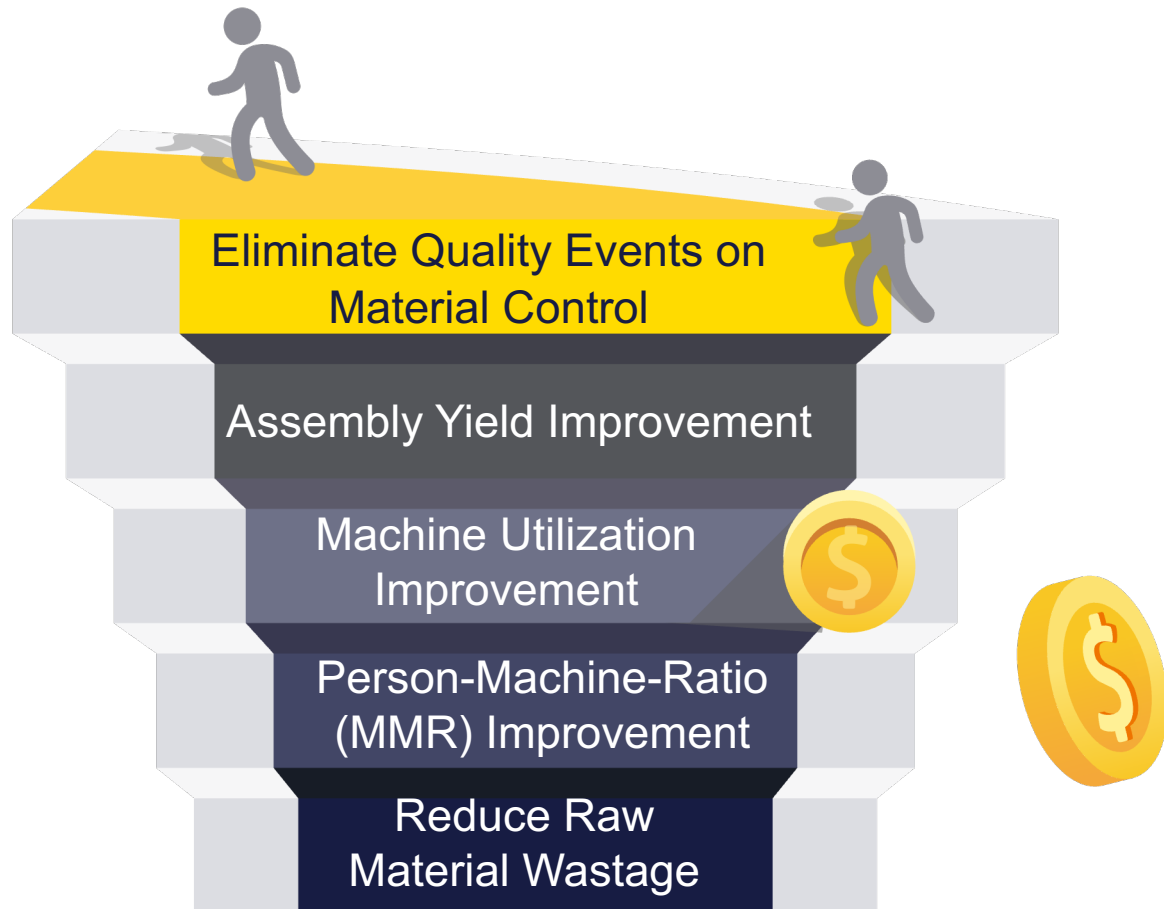 Eliminate Quality Events on
Material Control
Assembly Yield Improvement
Machine Utilization
Improvement
$
$
Person-Machine-Ratio
(MMR) Improvement
Reduce Raw
Material Wastage